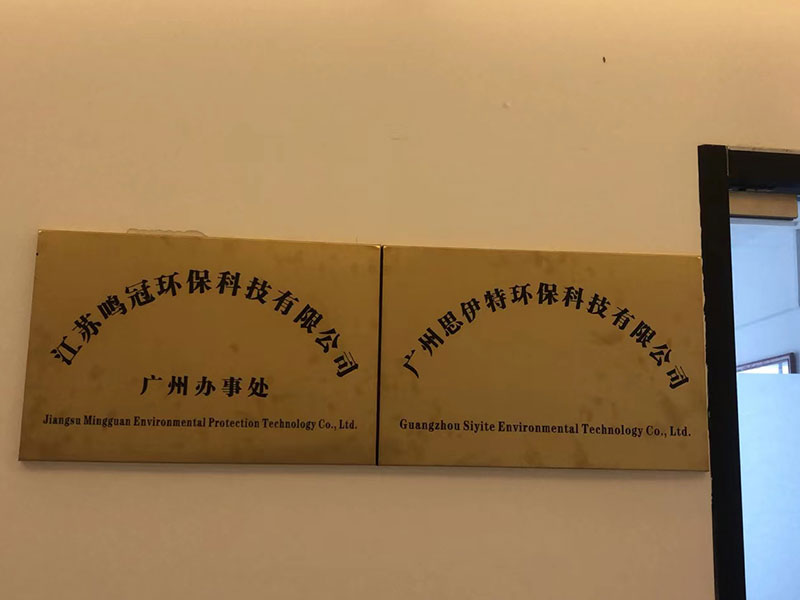 江苏鸣冠环保科技有限公司
广州办事处
Jiangsu Mingguan Environmental Protection Technology Co., Ltd.
广州思伊特环保科技有限公司
Guangzhou Siyite Environmental Technology Co., Ltd.